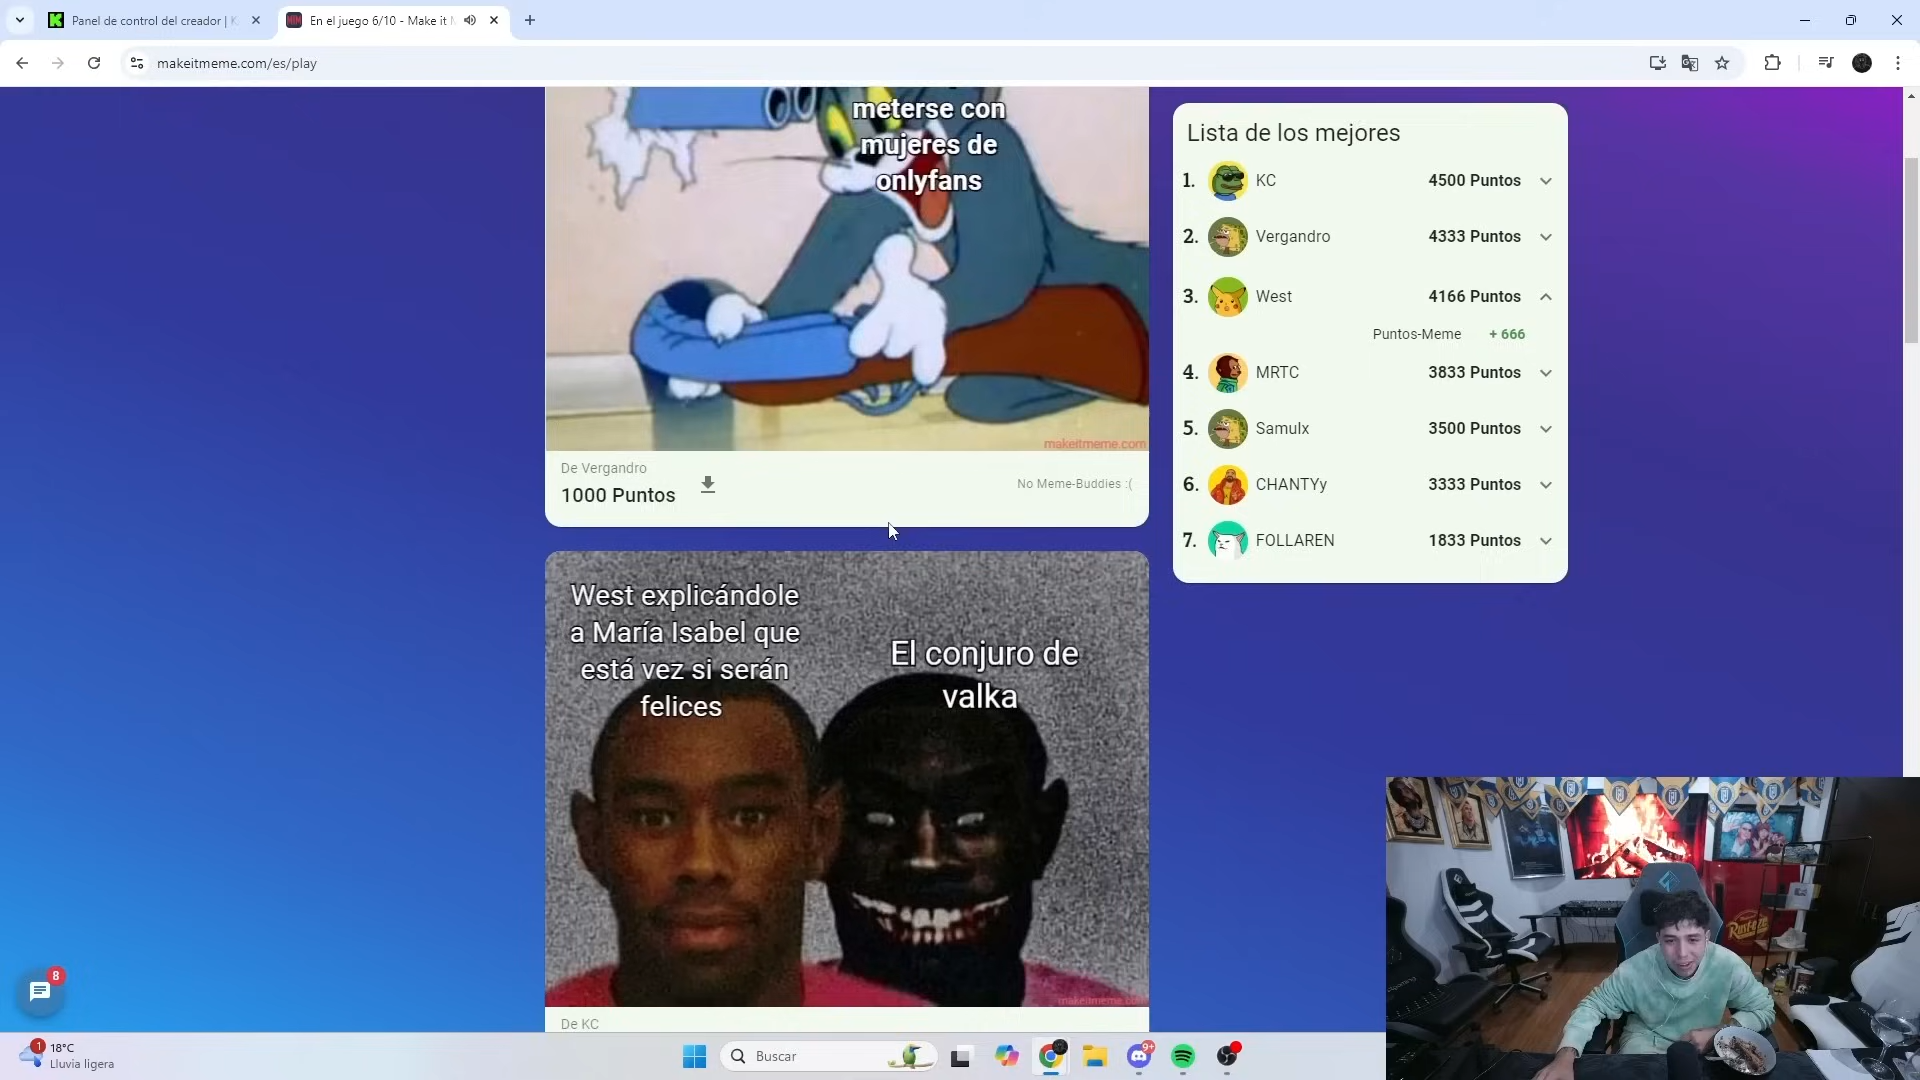 Panel de control del creador | K
En el juego 6/10 - Make it M
makeitmeme.com/es/play
meterse con
mujeres de
onlyfans
makeitmeme.com
De Vergandro
1000 Puntos
No Meme-Buddies :(
West explicándole
a María Isabel que
está vez si serán
felices
El conjuro de
valka
makeitmeme.com
De KC
Lista de los mejores
1. KC 4500 Puntos
2. Vergandro 4333 Puntos
3. West 4166 Puntos
Puntos-Meme + 666
4. MRTC 3833 Puntos
5. Samulx 3500 Puntos
6. CHANTYy 3333 Puntos
7. FOLLAREN 1833 Puntos
8
Rust-eze
1
18°C
Lluvia ligera
Buscar
9+